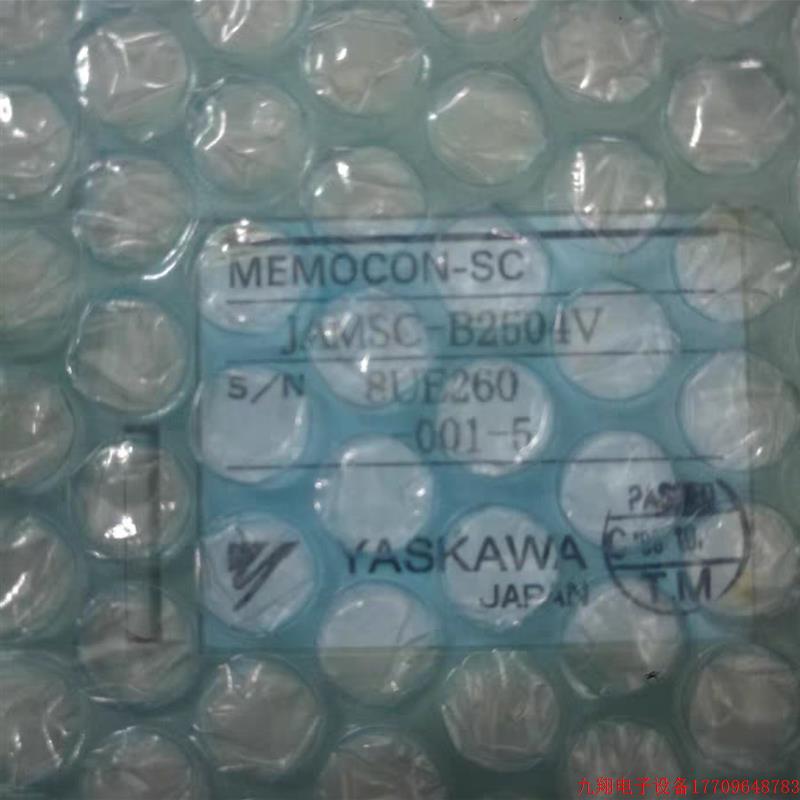 MEMOCON-SC
JAMSC-B2504V
S/N 8UE260
-001-5
YASKAWA
JAPAN
PASSED
T.M
九翔电子设备17709648783